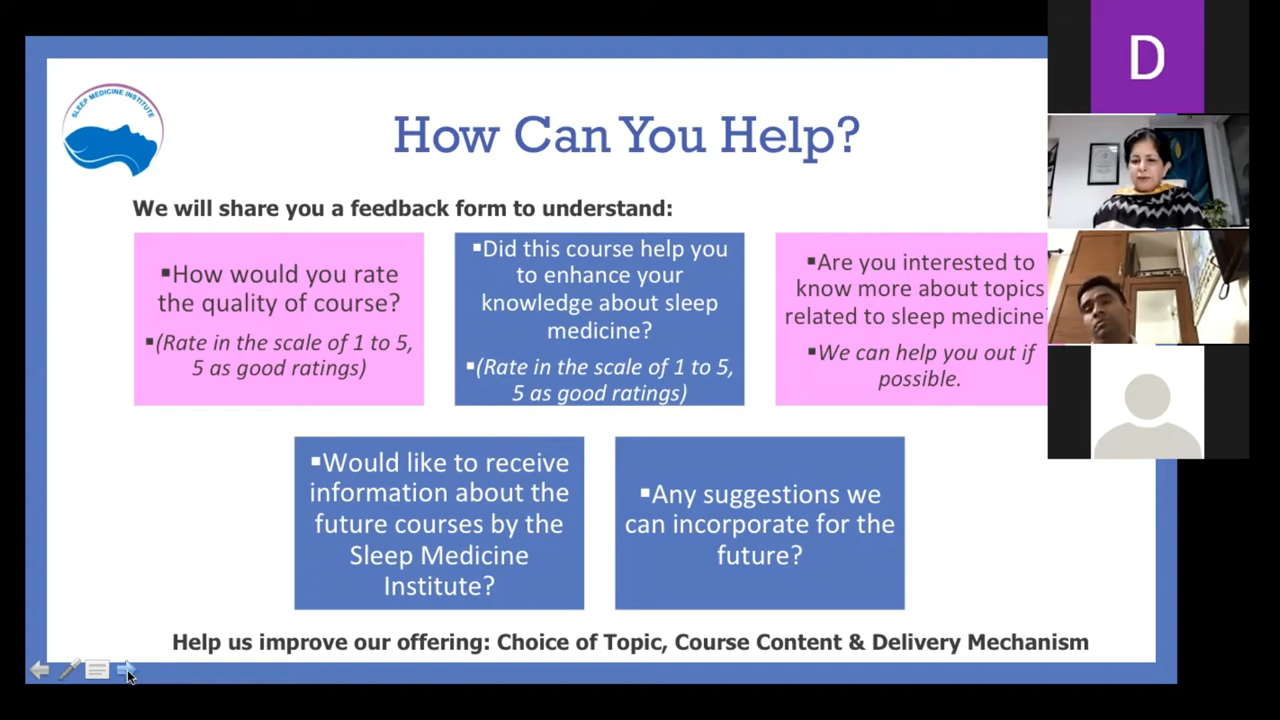 SLEEP MEDICINE INSTITUTE
How Can You Help?
D
We will share you a feedback form to understand:
▪How would you rate
the quality of course?
▪(Rate in the scale of 1 to 5,
5 as good ratings)
▪Did this course help you
to enhance your
knowledge about sleep
medicine?
▪(Rate in the scale of 1 to 5,
5 as good ratings)
▪Are you interested to
know more about topics
related to sleep medicine
▪We can help you out if
possible.
▪Would like to receive
information about the
future courses by the
Sleep Medicine
Institute?
▪Any suggestions we
can incorporate for the
future?
Help us improve our offering: Choice of Topic, Course Content & Delivery Mechanism